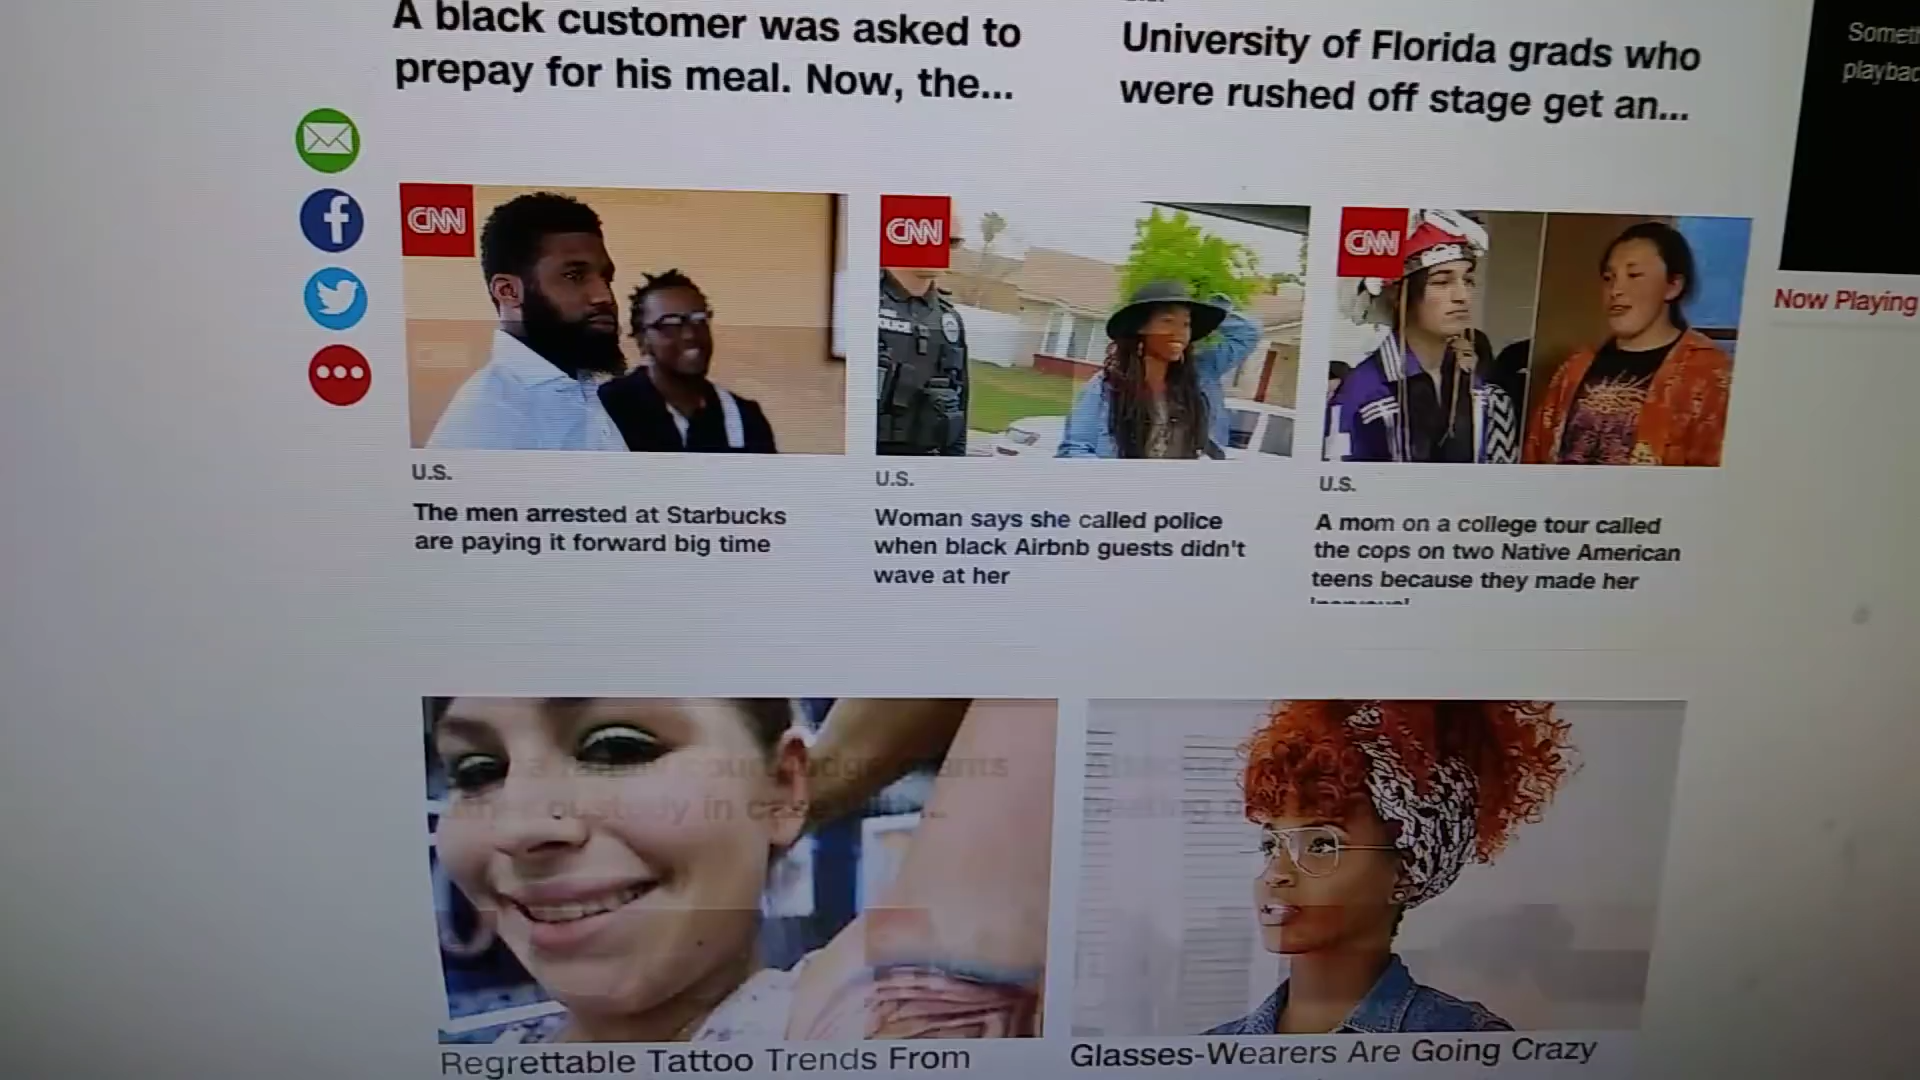 A black customer was asked to
prepay for his meal. Now, the...
University of Florida grads who
were rushed off stage get an...
CNN
CNN
CNN
Now Playing
U.S.
The men arrested at Starbucks
are paying it forward big time
U.S.
Woman says she called police
when black Airbnb guests didn't
wave at her
U.S.
A mom on a college tour called
the cops on two Native American
teens because they made her
Regrettable Tattoo Trends From
Glasses-Wearers Are Going Crazy